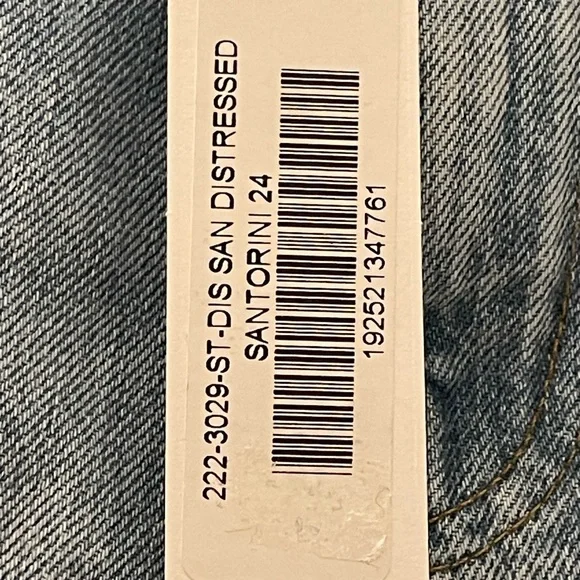 222-3029-ST-DIS SAN DISTRESSED
SANTORINI 24
192521347761